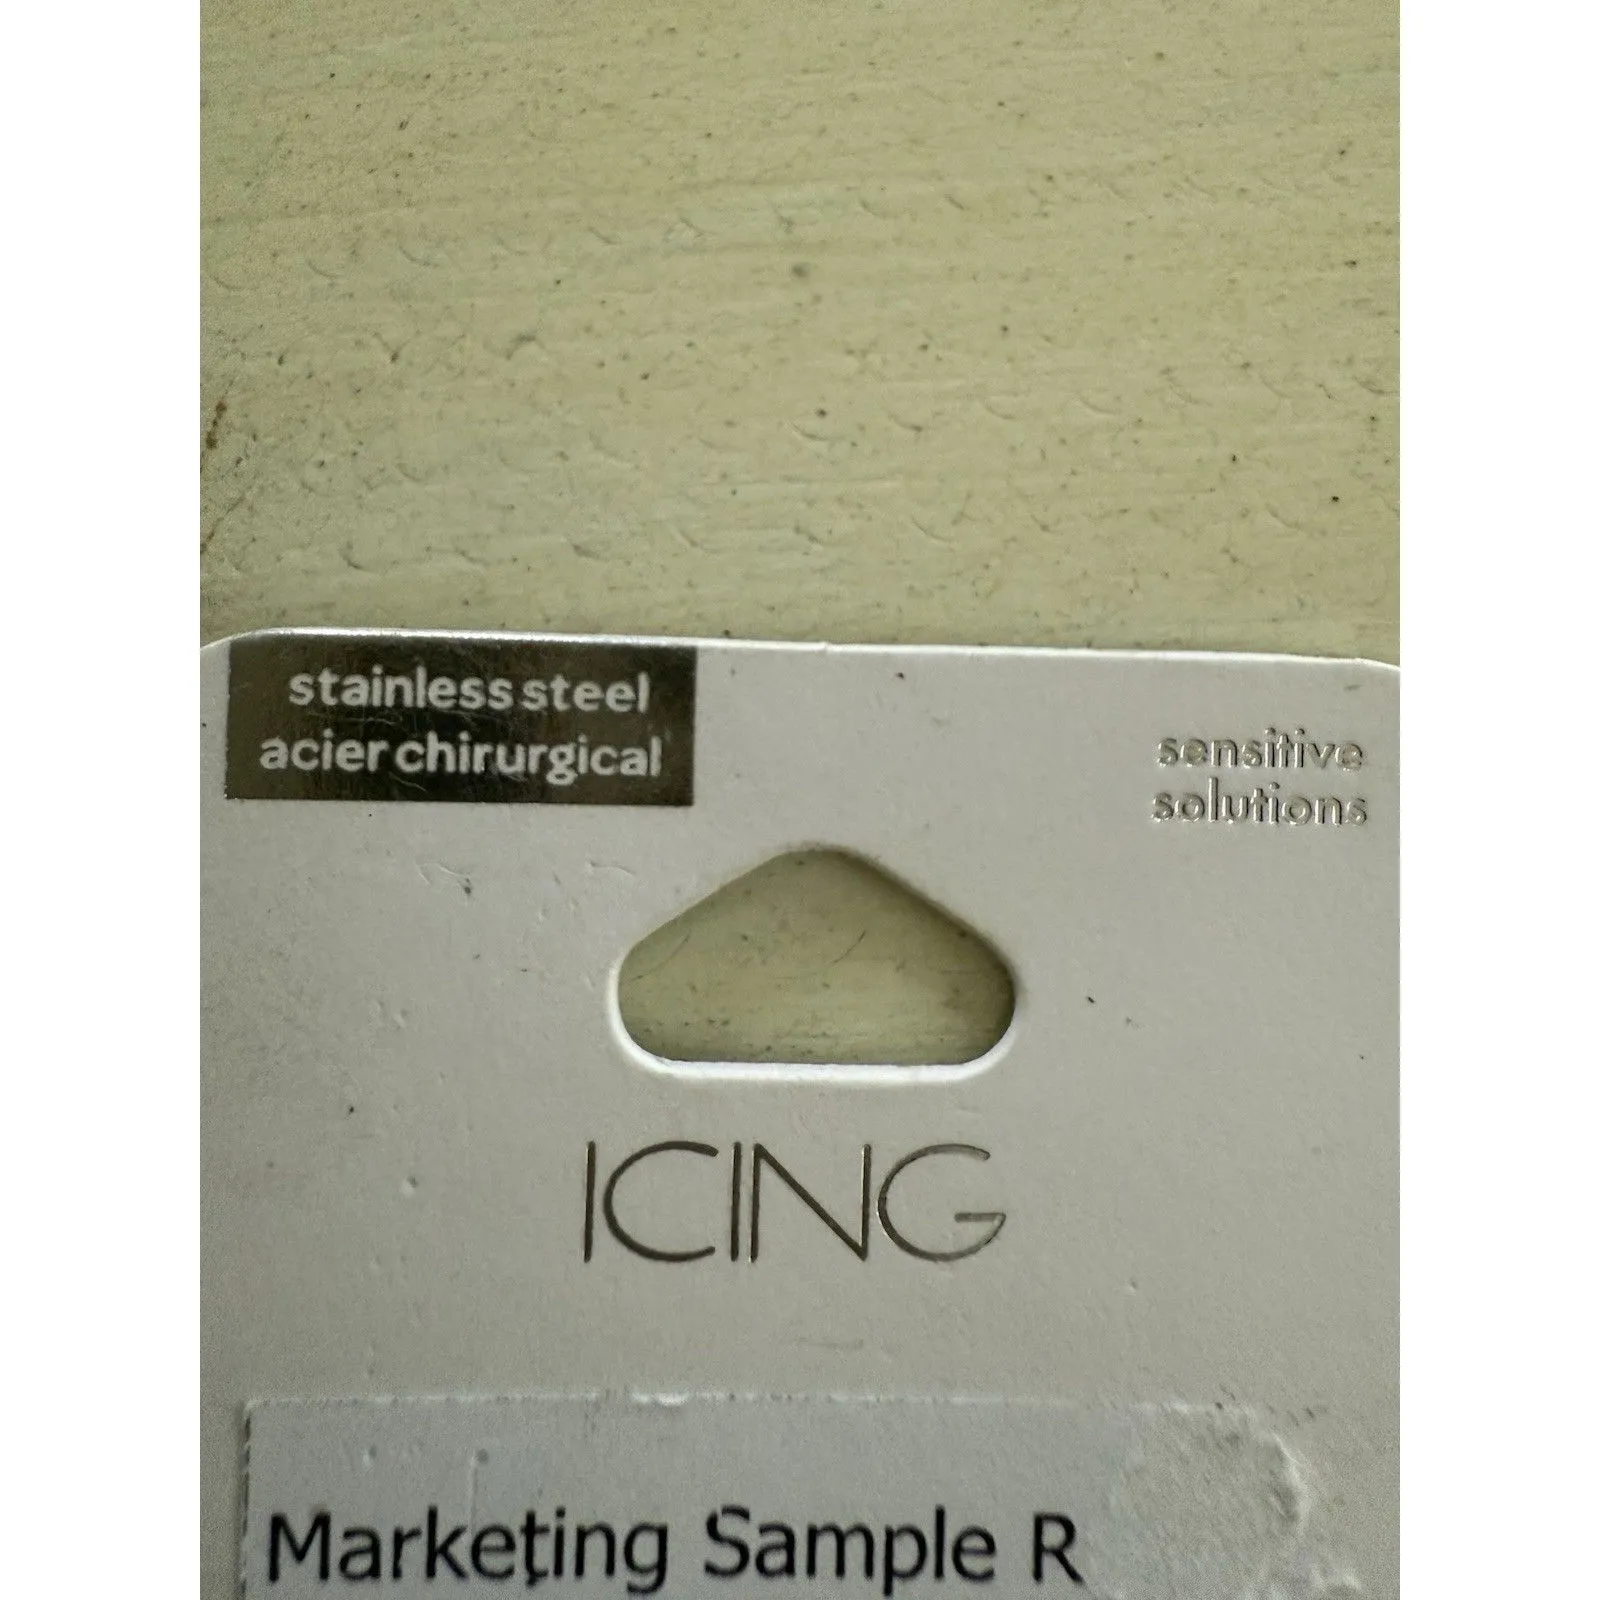 stainless steel
acier chirurgical
sensitive
solutions
ICING
Marketing Sample R